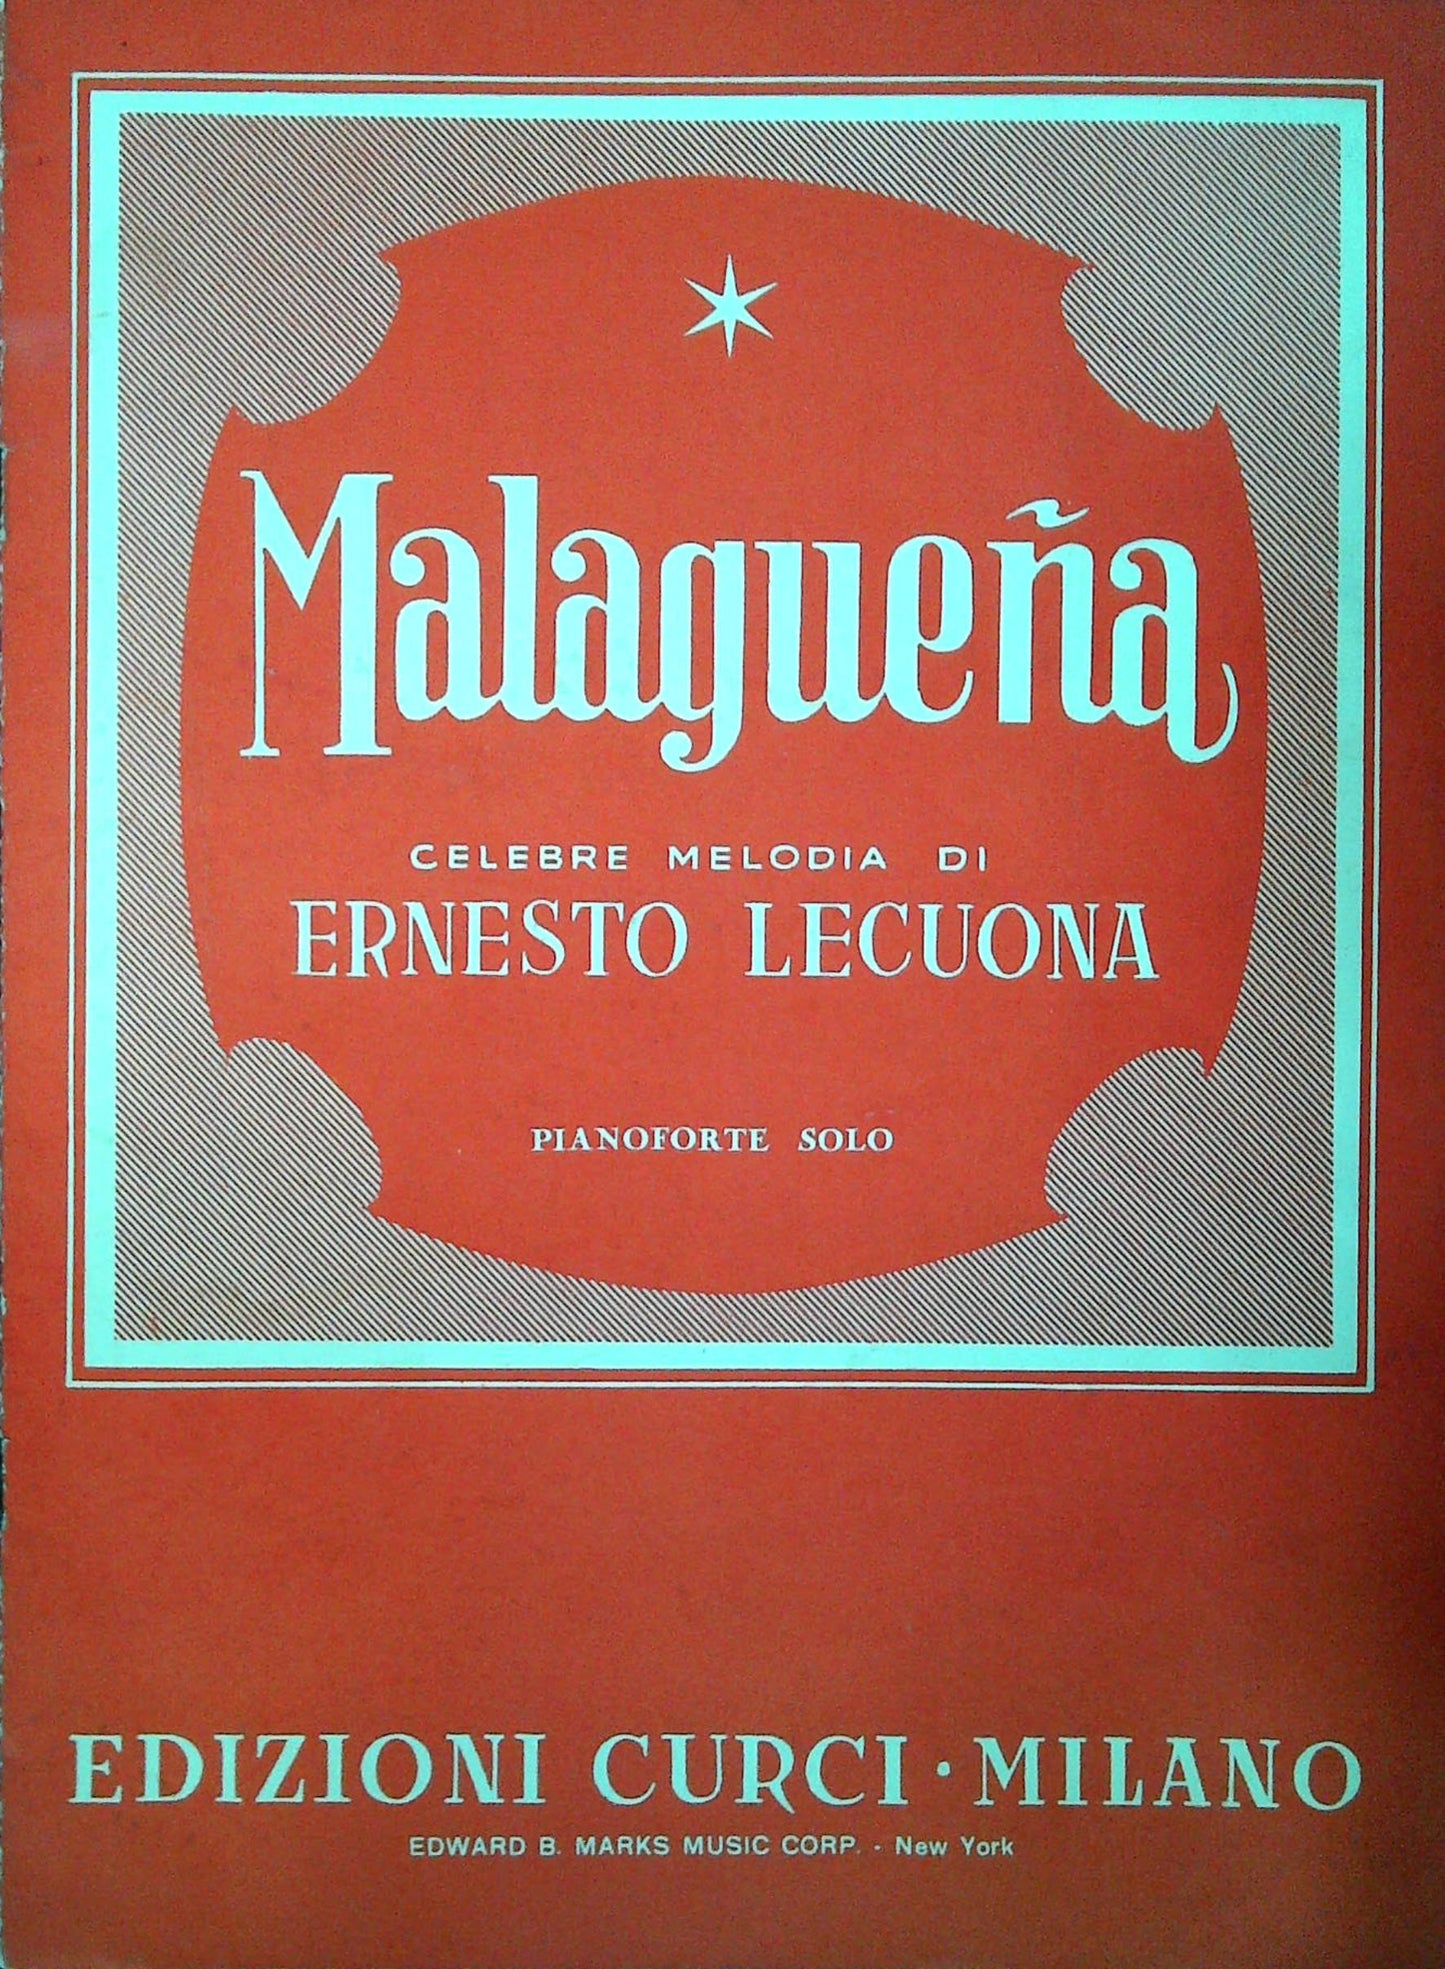 Malagueña
CELEBRE MELODIA DI
ERNESTO LECUONA
PIANOFORTE SOLO
EDIZIONI CURCI · MILANO
EDWARD B. MARKS MUSIC CORP. - New York